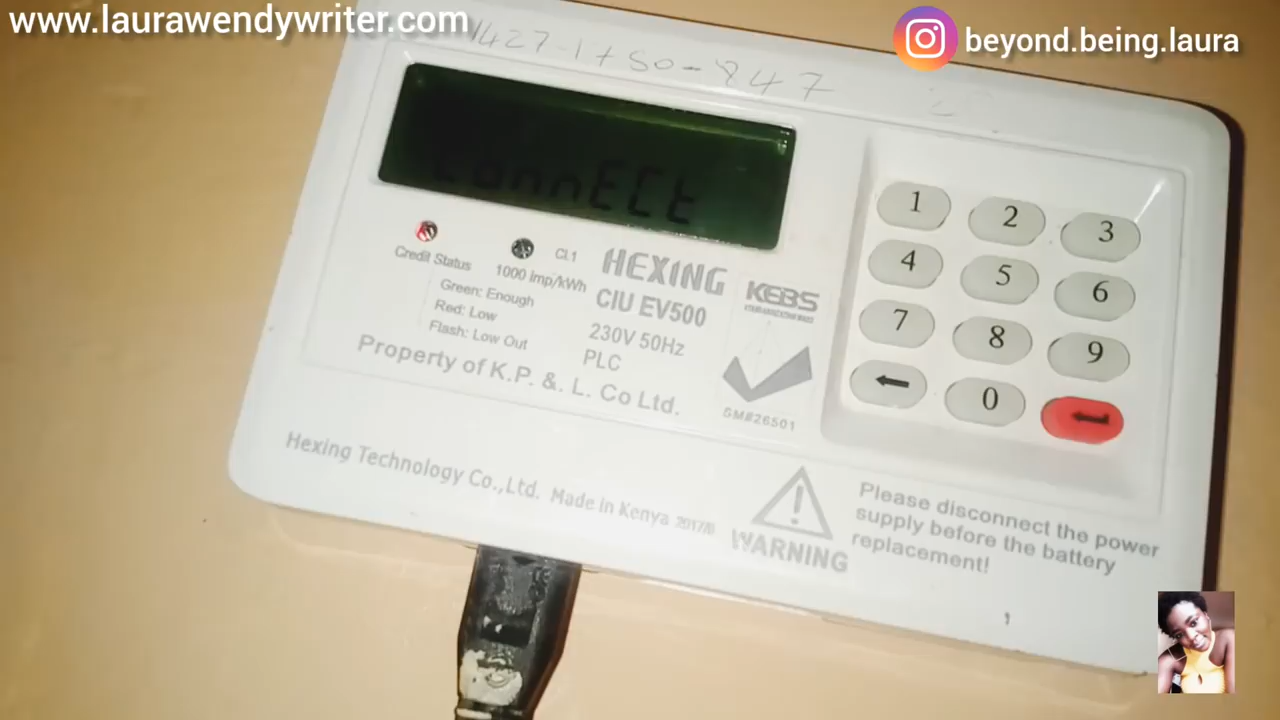 www.laurawendywriter.com
beyond.being.laura
1427-1750-847
connECt
Credit Status
1000 Imp/kWh
CL1
Green: Enough
Red: Low
Flash: Low Out
HEXING
CIU EV500
230V 50Hz
PLC
KEBS
SM#26501
Property of K.P. &. L. Co Ltd.
1
2
3
4
5
6
7
8
9
←
0
↵
Hexing Technology Co.,Ltd. Made in Kenya 2017/6
WARNING
Please disconnect the power
supply before the battery
replacement!